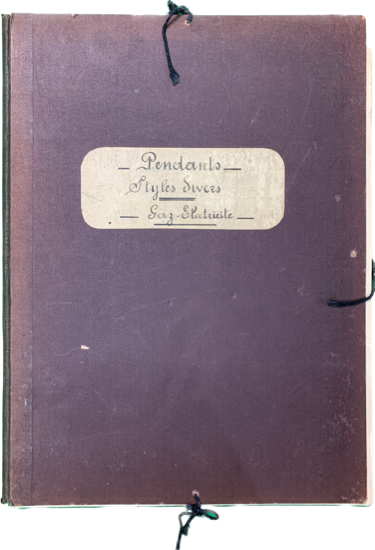 — Pendants —
Styles divers
— Gaz-Electricité —